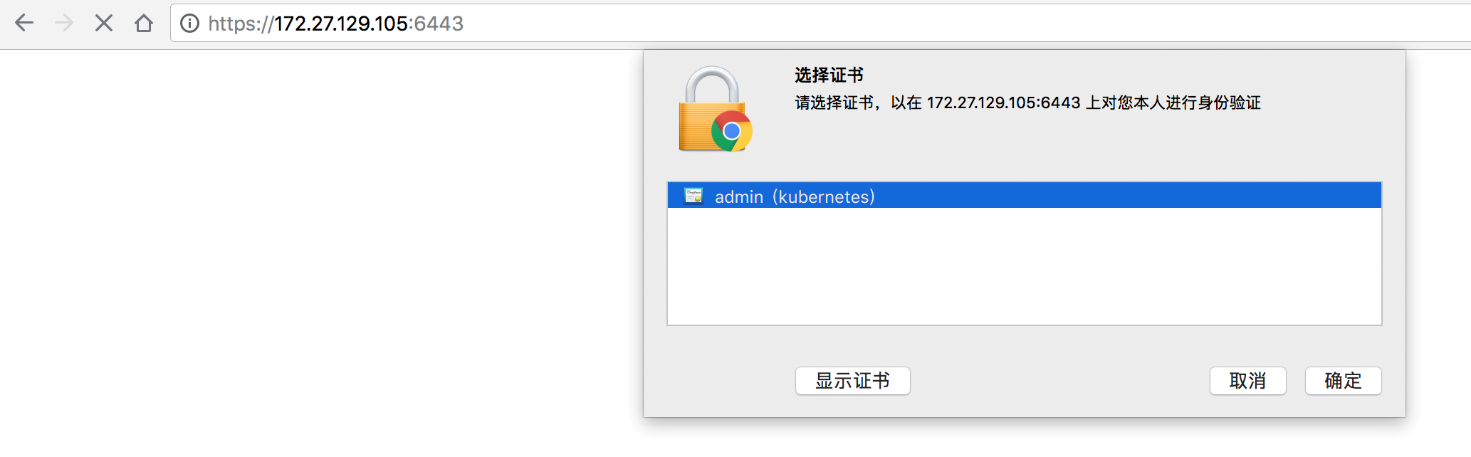 https://172.27.129.105:6443
选择证书
请选择证书，以在 172.27.129.105:6443 上对您本人进行身份验证
admin (kubernetes)
显示证书
取消
确定